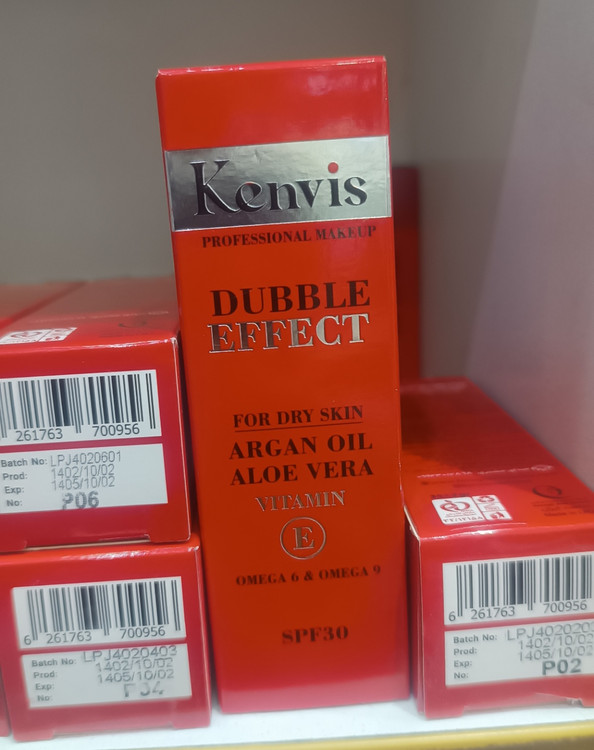 Kenvis
PROFESSIONAL MAKEUP
DUBBLE
EFFECT
FOR DRY SKIN
ARGAN OIL
ALOE VERA
VITAMIN
E
OMEGA 6 & OMEGA 9
SPF30
261763 700956
Batch No: LPJ4020601
Prod: 1402/10/02
Exp: 1405/10/02
No: P06
6 261763 700956
Batch No: LPJ4020403
Prod: 1402/10/02
Exp: 1405/10/02
No:
6 261763 700956
Batch No:
Prod: 1402/10/02
Exp: 1405/10/02
No: P02